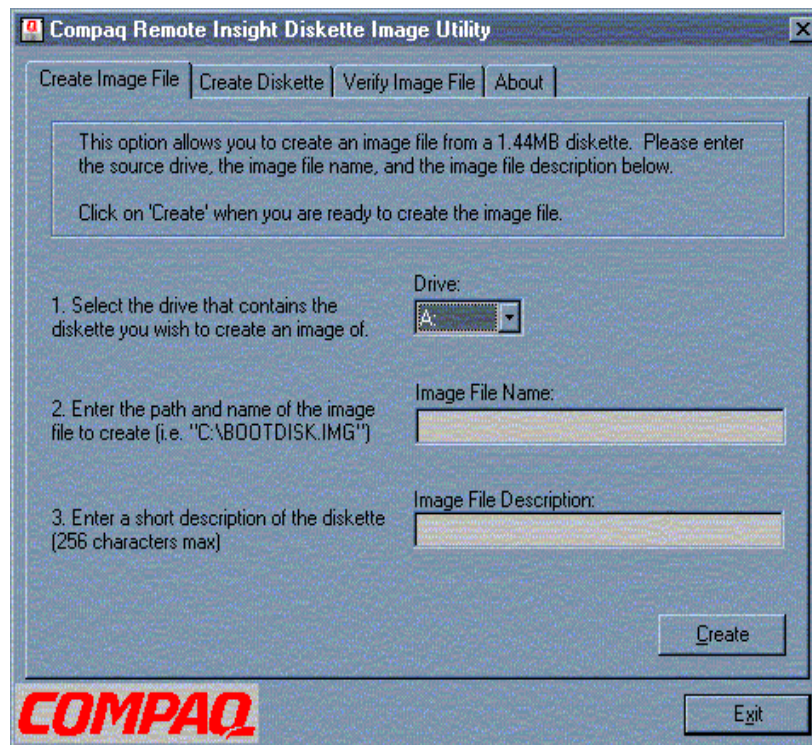 Compaq Remote Insight Diskette Image Utility
Create Image File
Create Diskette
Verify Image File
About
This option allows you to create an image file from a 1.44MB diskette. Please enter
the source drive, the image file name, and the image file description below.
Click on 'Create' when you are ready to create the image file.
Drive:
1. Select the drive that contains the
diskette you wish to create an image of.
A:
Image File Name:
2. Enter the path and name of the image
file to create (i.e. "C:\BOOTDISK.IMG")
Image File Description:
3. Enter a short description of the diskette
(256 characters max)
Create
COMPAQ
Exit